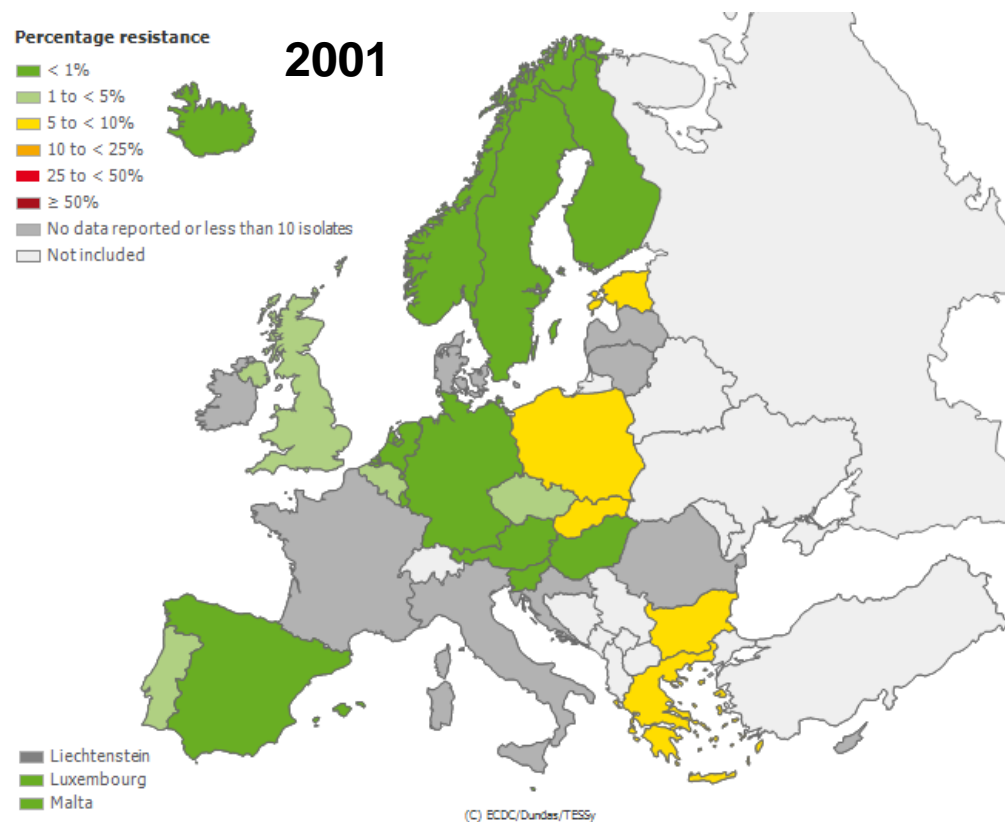 Percentage resistance
2001
< 1%
1 to < 5%
5 to < 10%
10 to < 25%
25 to < 50%
≥ 50%
No data reported or less than 10 isolates
Not included
Liechtenstein
Luxembourg
Malta
(C) ECDC/Dundas/TESSy